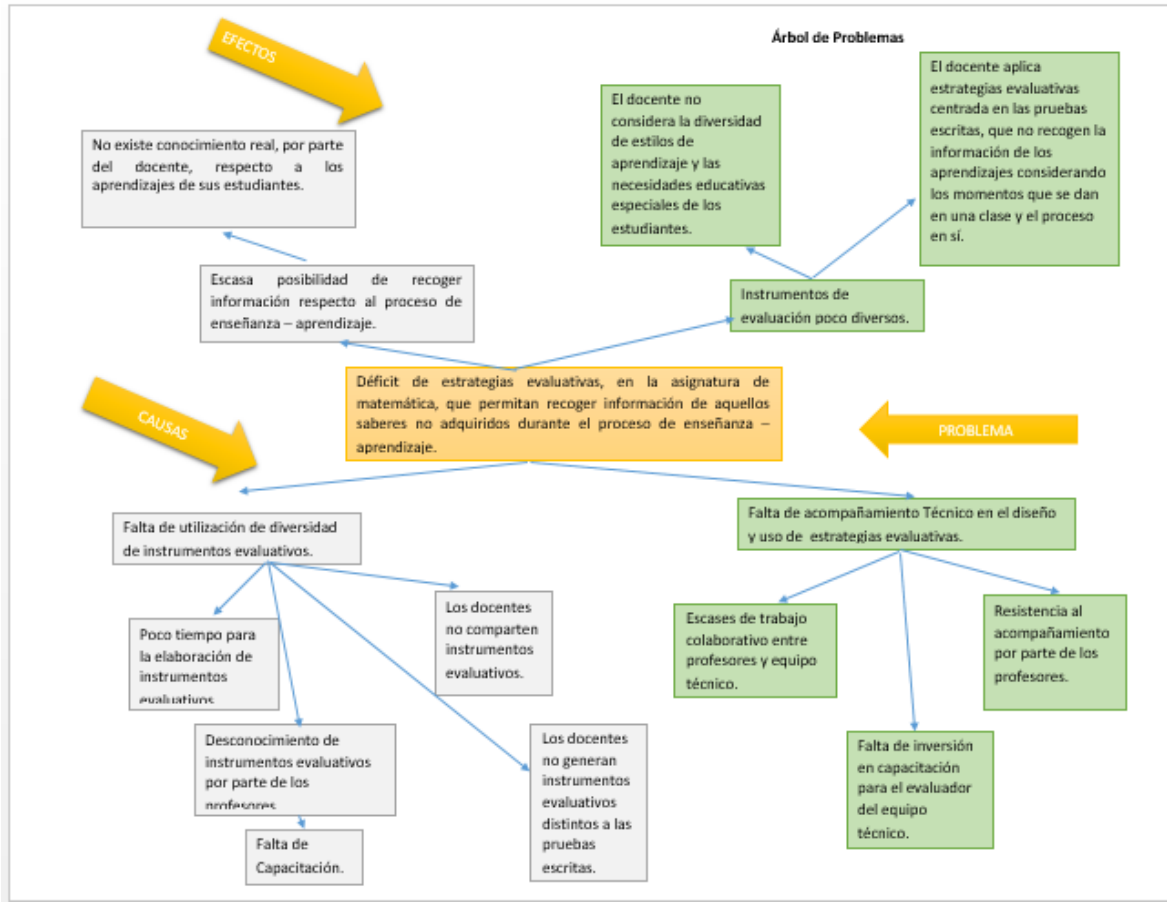 Árbol de Problemas
EFECTOS
No existe conocimiento real, por parte
del docente, respecto a los
aprendizajes de sus estudiantes.
El docente no
considera la diversidad
de estilos de
aprendizaje y las
necesidades educativas
especiales de los
estudiantes.
El docente aplica
estrategias evaluativas
centrada en las pruebas
escritas, que no recogen la
información de los
aprendizajes considerando
los momentos que se dan
en una clase y el proceso
en sí.
Escasa posibilidad de recoger
información respecto al proceso de
enseñanza – aprendizaje.
Instrumentos de
evaluación poco diversos.
Déficit de estrategias evaluativas, en la asignatura de
matemática, que permitan recoger información de aquellos
saberes no adquiridos durante el proceso de enseñanza –
aprendizaje.
CAUSAS
PROBLEMA
Falta de utilización de diversidad
de instrumentos evaluativos.
Falta de acompañamiento Técnico en el diseño
y uso de estrategias evaluativas.
Poco tiempo para
la elaboración de
instrumentos
evaluativos
Los docentes
no comparten
instrumentos
evaluativos.
Escases de trabajo
colaborativo entre
profesores y equipo
técnico.
Resistencia al
acompañamiento
por parte de los
profesores.
Desconocimiento de
instrumentos evaluativos
por parte de los
profesores
Los docentes
no generan
instrumentos
evaluativos
distintos a las
pruebas
escritas.
Falta de inversión
en capacitación
para el evaluador
del equipo
técnico.
Falta de
Capacitación.